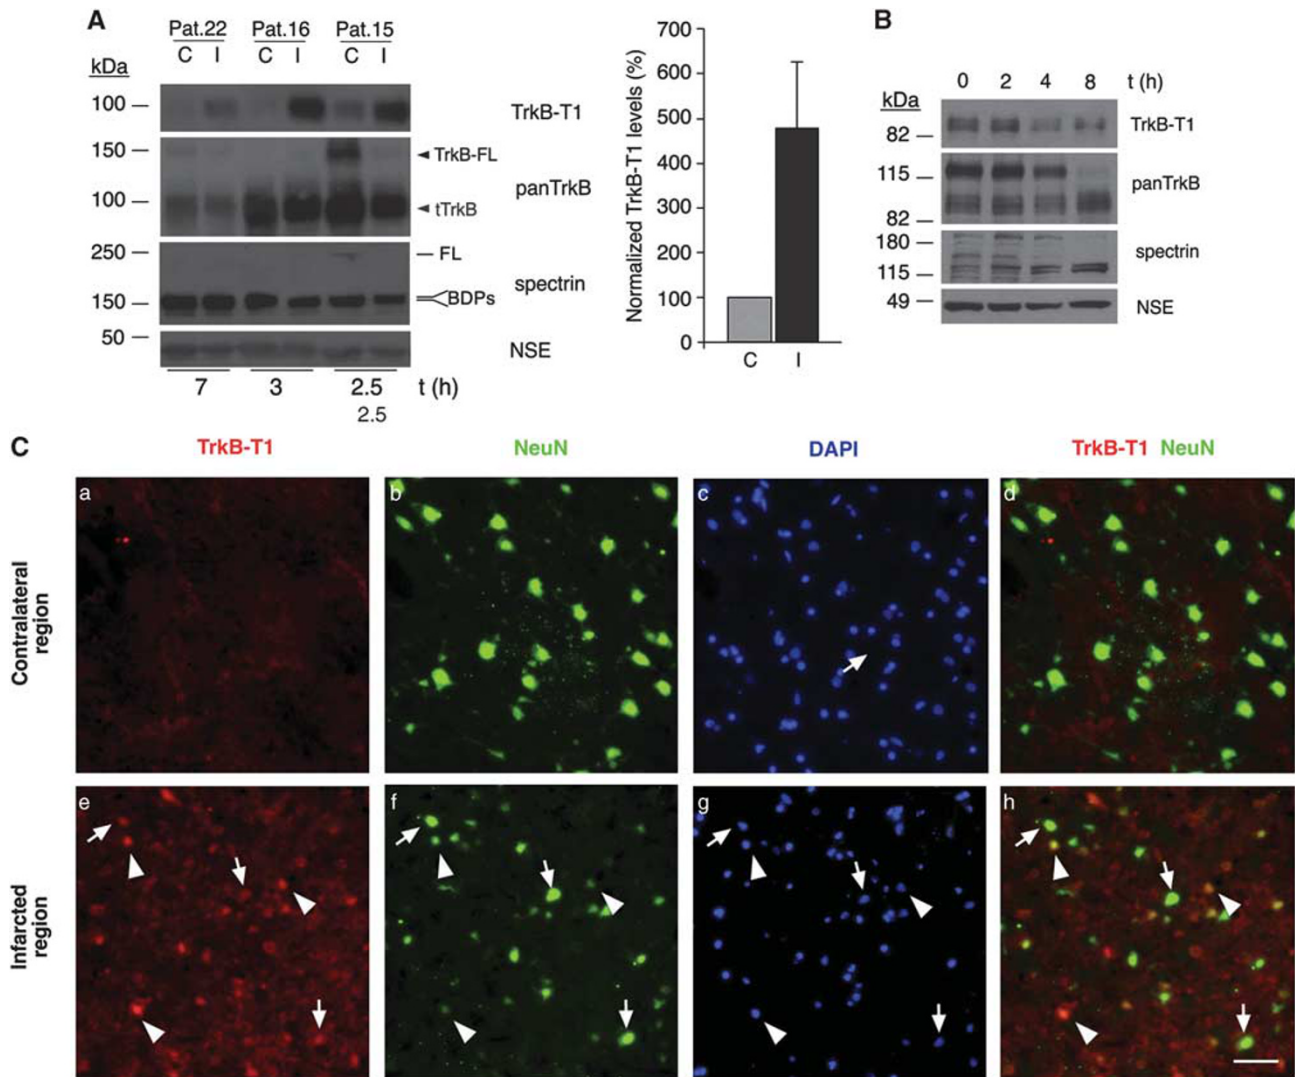 A
Pat.22 Pat.16 Pat.15
C I C I C I
kDa
100
TrkB-T1
150
TrkB-FL
panTrkB
100
tTrkB
250
FL
spectrin
150
BDPs
50
NSE
7 3 2.5 t (h)
2.5
Normalized TrkB-T1 levels (%)
700
600
500
400
300
200
100
0
C I
B
0 2 4 8 t (h)
kDa
82
TrkB-T1
115
panTrkB
82
180
spectrin
115
49
NSE
C
TrkB-T1 NeuN DAPI TrkB-T1 NeuN
Contralateral
region
a b c d
Infarcted
region
e f g h